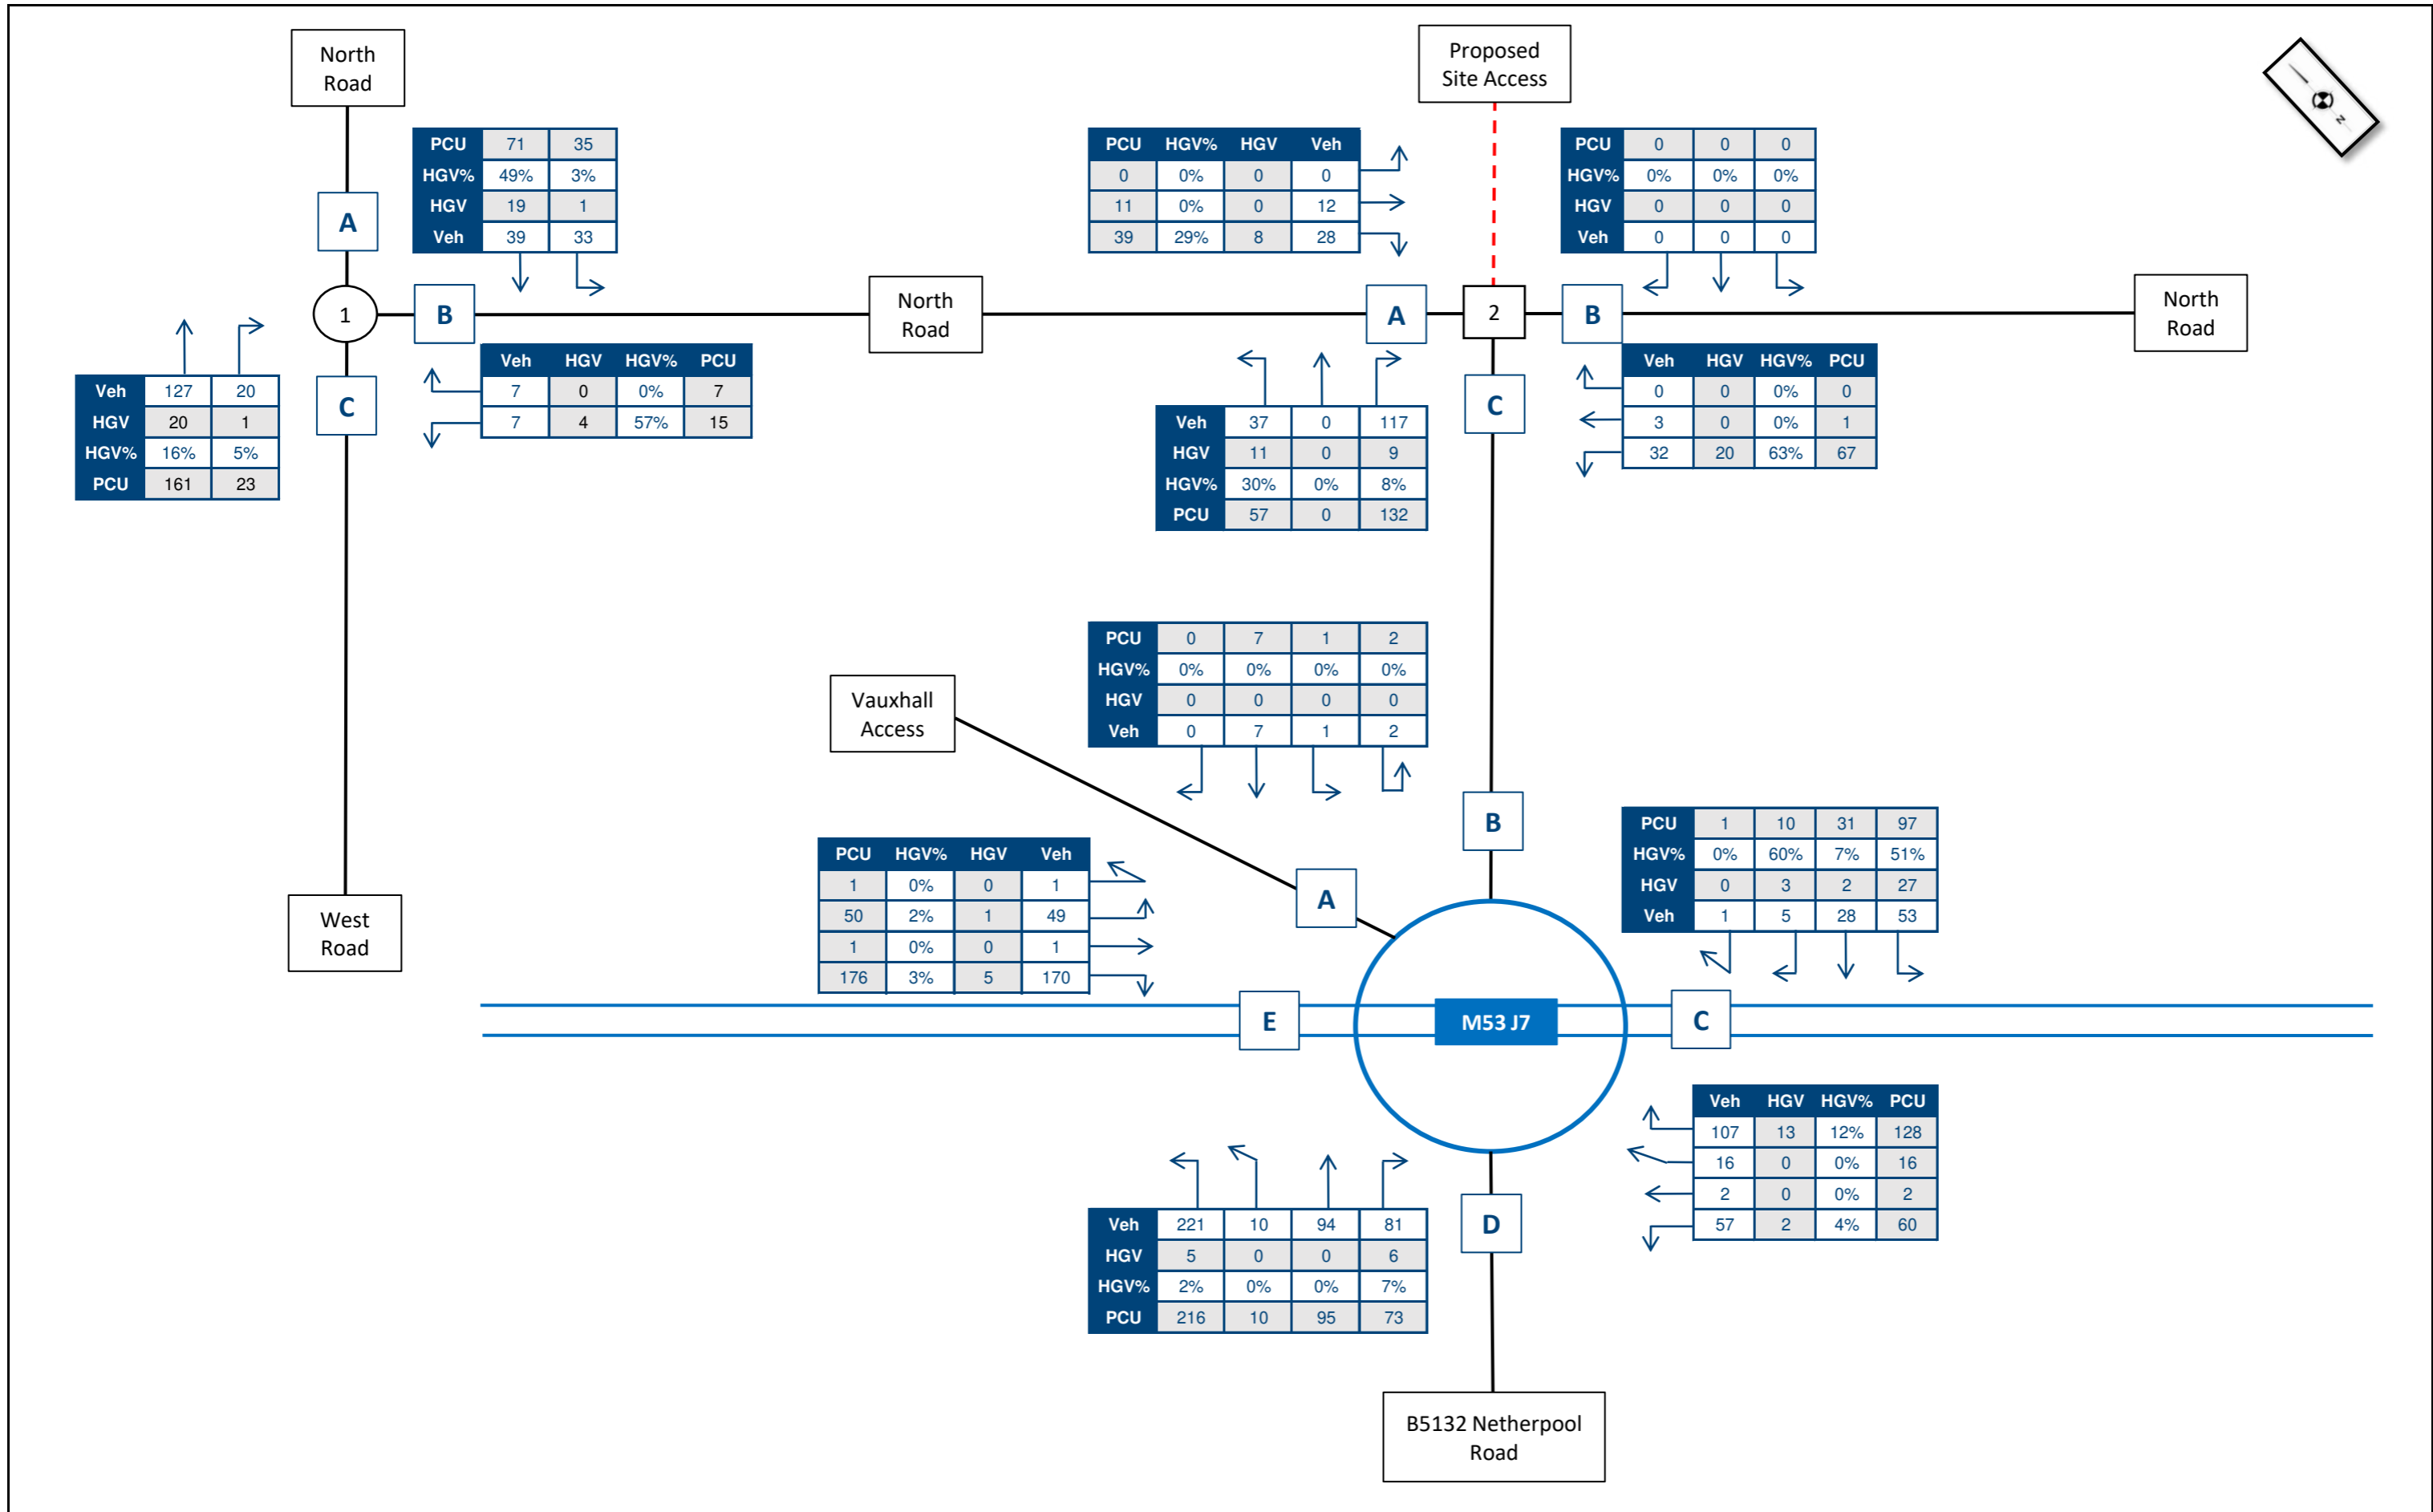 North
Road
Proposed
Site Access
N
PCU 71 35
HGV% 49% 3%
HGV 19 1
Veh 39 33
PCU HGV% HGV Veh
0 0% 0 0
11 0% 0 12
39 29% 8 28
PCU 0 0 0
HGV% 0% 0% 0%
HGV 0 0 0
Veh 0 0 0
A
1
B
North
Road
A
2
B
North
Road
Veh 127 20
HGV 20 1
HGV% 16% 5%
PCU 161 23
C
Veh HGV HGV% PCU
7 0 0% 7
7 4 57% 15
Veh 37 0 117
HGV 11 0 9
HGV% 30% 0% 8%
PCU 57 0 132
C
Veh HGV HGV% PCU
0 0 0% 0
3 0 0% 1
32 20 63% 67
PCU 0 7 1 2
HGV% 0% 0% 0% 0%
HGV 0 0 0 0
Veh 0 7 1 2
Vauxhall
Access
B
PCU 1 10 31 97
HGV% 0% 60% 7% 51%
HGV 0 3 2 27
Veh 1 5 28 53
PCU HGV% HGV Veh
1 0% 0 1
50 2% 1 49
1 0% 0 1
176 3% 5 170
A
West
Road
E
M53 J7
C
Veh HGV HGV% PCU
107 13 12% 128
16 0 0% 16
2 0 0% 2
57 2 4% 60
Veh 221 10 94 81
HGV 5 0 0 6
HGV% 2% 0% 0% 7%
PCU 216 10 95 73
D
B5132 Netherpool
Road